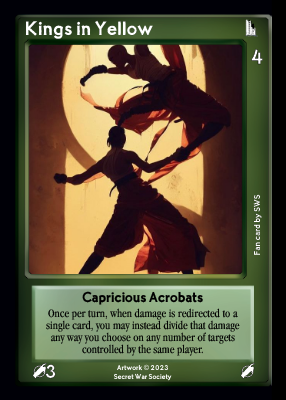 Kings in Yellow
4
Fan card by SWS
Capricious Acrobats
Once per turn, when damage is redirected to a
single card, you may instead divide that damage
any way you choose on any number of targets
controlled by the same player.
3
Artwork © 2023
Secret War Society